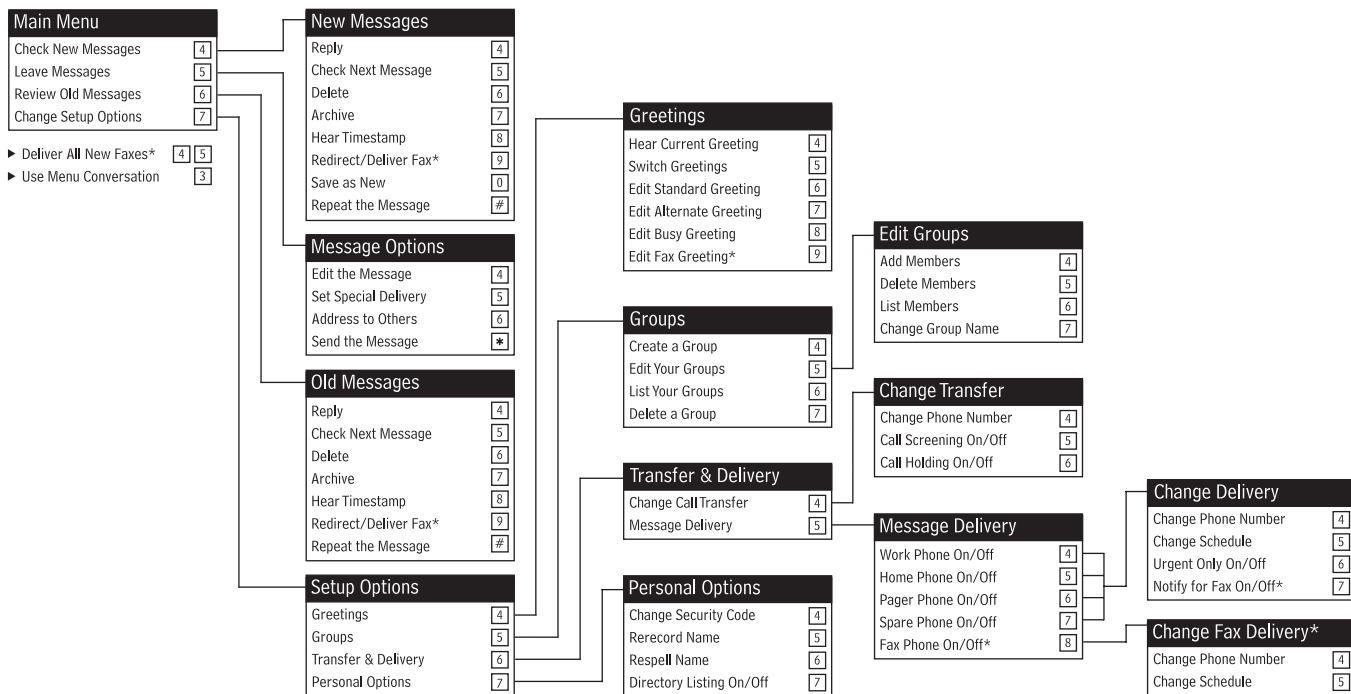 Main Menu
Check New Messages 4
Leave Messages 5
Review Old Messages 6
Change Setup Options 7
► Deliver All New Faxes* 4 5
► Use Menu Conversation 3
New Messages
Reply 4
Check Next Message 5
Delete 6
Archive 7
Hear Timestamp 8
Redirect/Deliver Fax* 9
Save as New 0
Repeat the Message #
Message Options
Edit the Message 4
Set Special Delivery 5
Address to Others 6
Send the Message *
Old Messages
Reply 4
Check Next Message 5
Delete 6
Archive 7
Hear Timestamp 8
Redirect/Deliver Fax* 9
Repeat the Message #
Setup Options
Greetings 4
Groups 5
Transfer & Delivery 6
Personal Options 7
Greetings
Hear Current Greeting 4
Switch Greetings 5
Edit Standard Greeting 6
Edit Alternate Greeting 7
Edit Busy Greeting 8
Edit Fax Greeting* 9
Groups
Create a Group 4
Edit Your Groups 5
List Your Groups 6
Delete a Group 7
Transfer & Delivery
Change Call Transfer 4
Message Delivery 5
Personal Options
Change Security Code 4
Rerecord Name 5
Respell Name 6
Directory Listing On/Off 7
Edit Groups
Add Members 4
Delete Members 5
List Members 6
Change Group Name 7
Change Transfer
Change Phone Number 4
Call Screening On/Off 5
Call Holding On/Off 6
Message Delivery
Work Phone On/Off 4
Home Phone On/Off 5
Pager Phone On/Off 6
Spare Phone On/Off 7
Fax Phone On/Off* 8
Change Delivery
Change Phone Number 4
Change Schedule 5
Urgent Only On/Off 6
Notify for Fax On/Off* 7
Change Fax Delivery*
Change Phone Number 4
Change Schedule 5